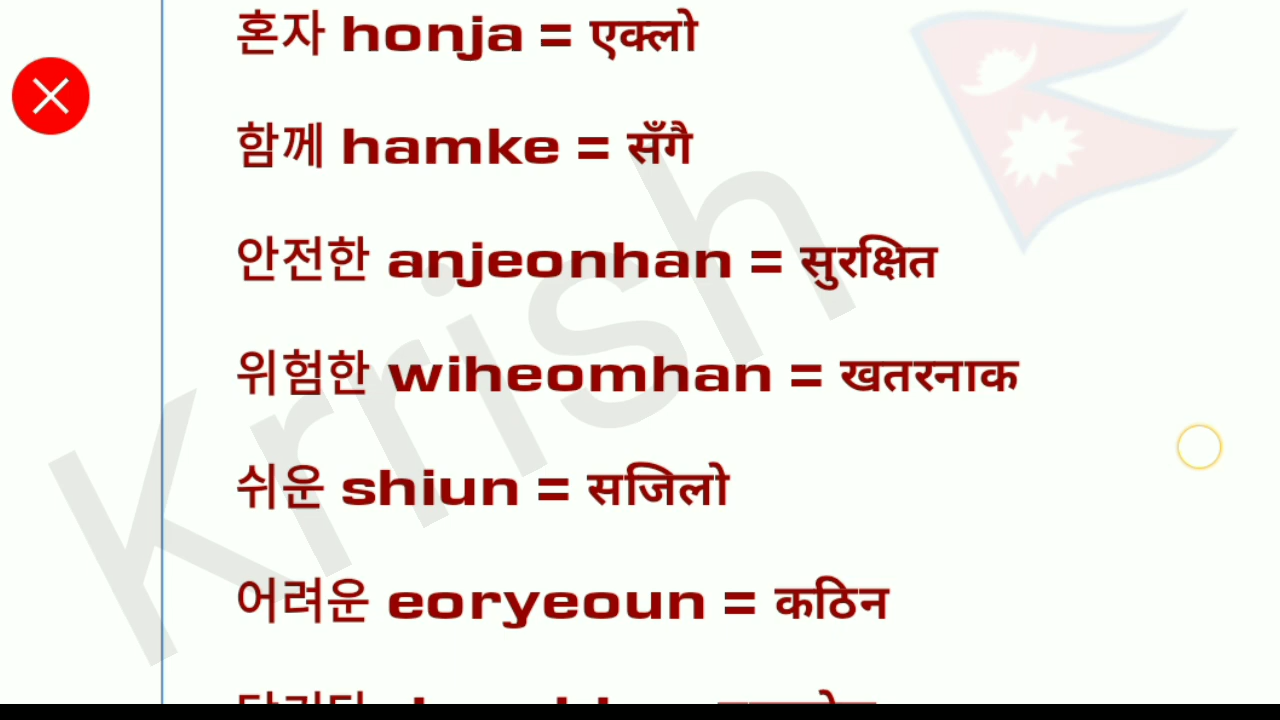 혼자 honja = एक्लो
함께 hamke = सँगै
안전한 anjeonhan = सुरक्षित
위험한 wiheomhan = खतरनाक
쉬운 shiun = सजिलो
어려운 eoryeoun = कठिन
Krrish